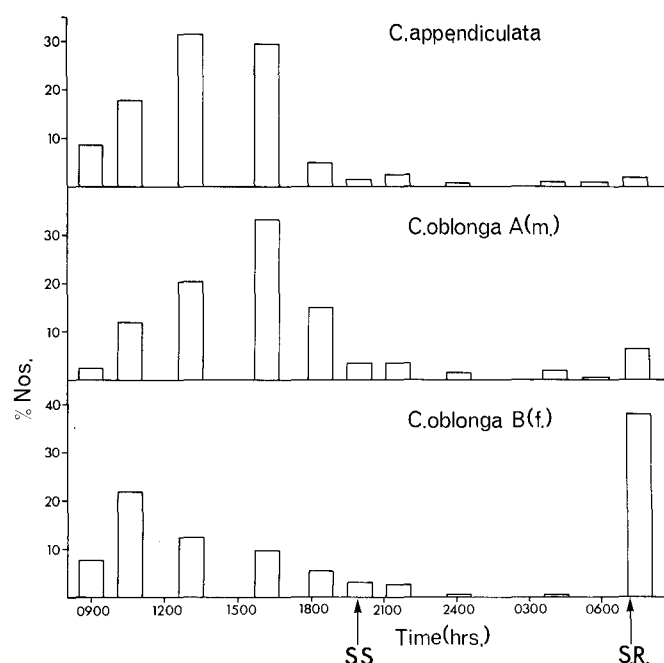 C.appendiculata
30
20
10
C.oblonga A(m.)
30
20
10
C.oblonga B(f.)
40
30
20
10
% Nos.
0900 1200 1500 1800 2100 2400 0300 0600
Time(hrs.)
S.S S.R.